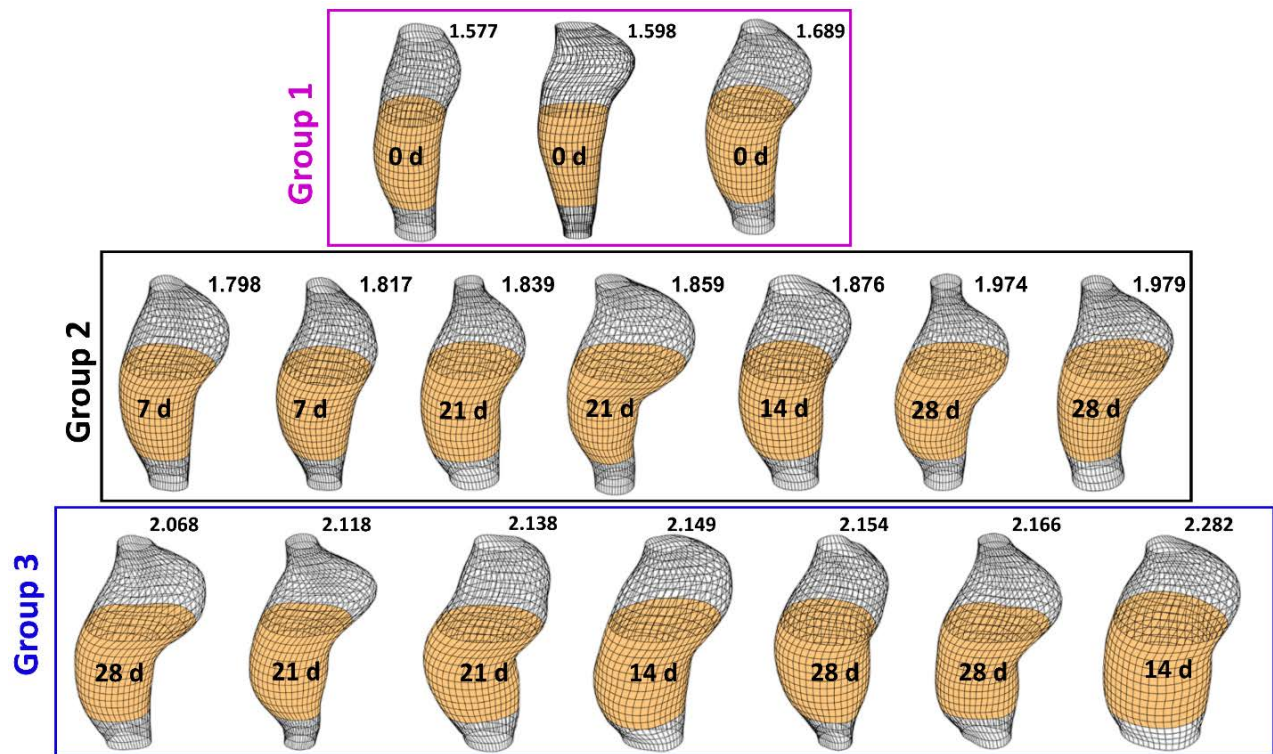 Group 1
1.577 1.598 1.689
0 d 0 d 0 d
Group 2
1.798 1.817 1.839 1.859 1.876 1.974 1.979
7 d 7 d 21 d 21 d 14 d 28 d 28 d
Group 3
2.068 2.118 2.138 2.149 2.154 2.166 2.282
28 d 21 d 21 d 14 d 28 d 28 d 14 d